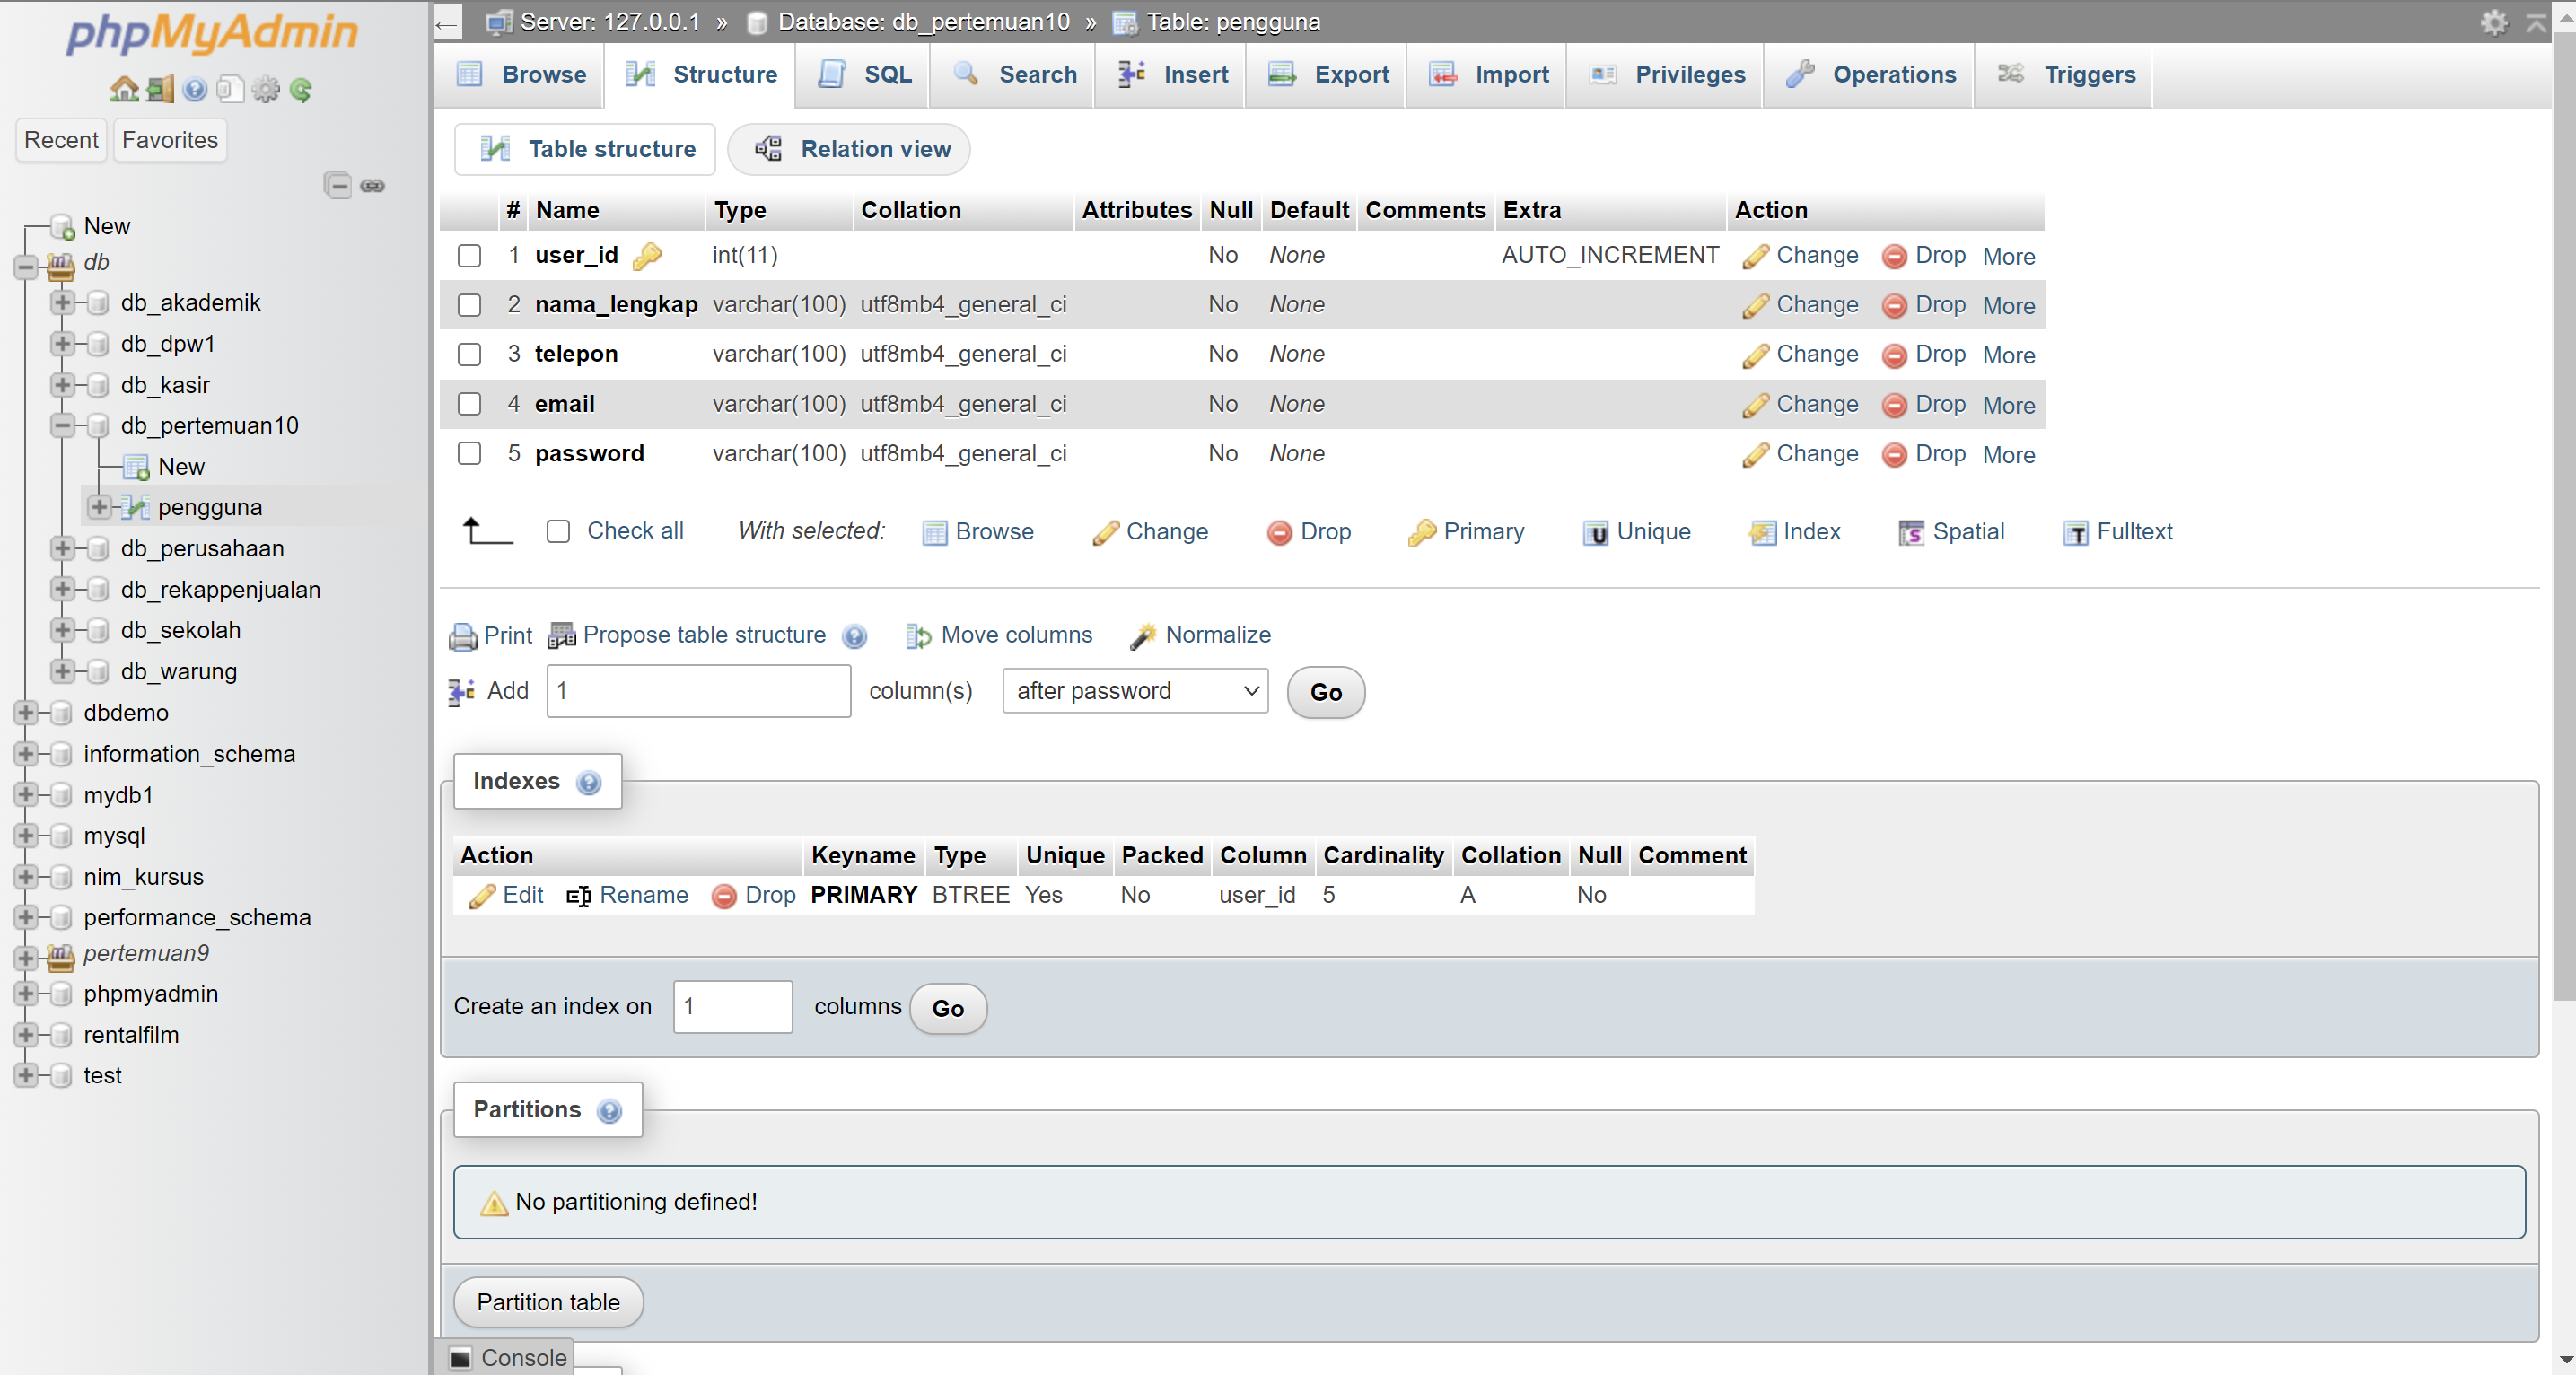 phpMyAdmin
Recent Favorites
New
db
db_akademik
db_dpw1
db_kasir
db_pertemuan10
New
pengguna
db_perusahaan
db_rekappenjualan
db_sekolah
db_warung
dbdemo
information_schema
mydb1
mysql
nim_kursus
performance_schema
pertemuan9
phpmyadmin
rentalfilm
test
Server: 127.0.0.1 » Database: db_pertemuan10 » Table: pengguna
Browse Structure SQL Search Insert Export Import Privileges Operations Triggers
Table structure Relation view
# Name Type Collation Attributes Null Default Comments Extra Action
1 user_id int(11) No None AUTO_INCREMENT Change Drop More
2 nama_lengkap varchar(100) utf8mb4_general_ci No None Change Drop More
3 telepon varchar(100) utf8mb4_general_ci No None Change Drop More
4 email varchar(100) utf8mb4_general_ci No None Change Drop More
5 password varchar(100) utf8mb4_general_ci No None Change Drop More
Check all With selected: Browse Change Drop Primary Unique Index Spatial Fulltext
Print Propose table structure Move columns Normalize
Add 1 column(s) after password Go
Indexes
Action Keyname Type Unique Packed Column Cardinality Collation Null Comment
Edit Rename Drop PRIMARY BTREE Yes No user_id 5 A No
Create an index on 1 columns Go
Partitions
No partitioning defined!
Partition table
Console